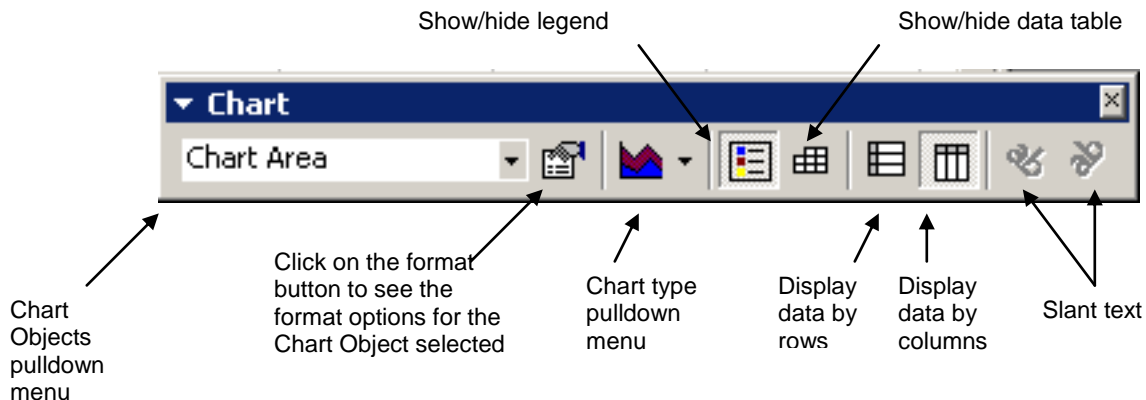 Show/hide legend
Show/hide data table
Chart
Chart Area
Chart
Objects
pulldown
menu
Click on the format
button to see the
format options for the
Chart Object selected
Chart type
pulldown
menu
Display
data by
rows
Display
data by
columns
Slant text